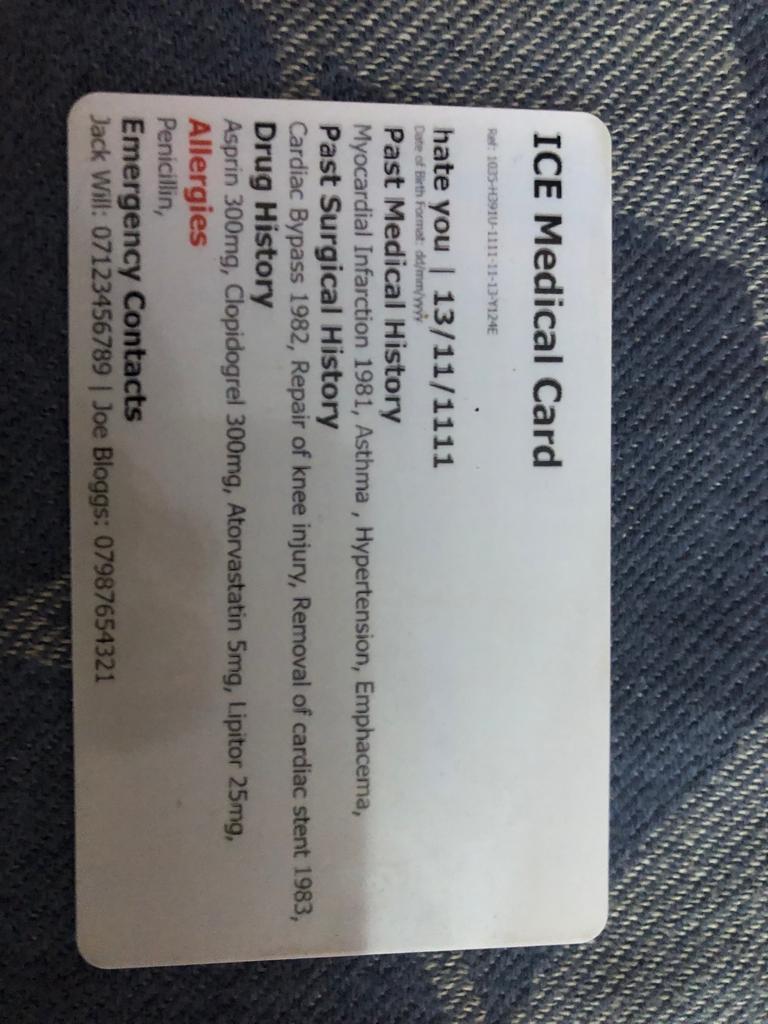 ICE Medical Card
Ref: 1035-H391U-1111-11-13-Y124E
hate you | 13/11/1111
Date of Birth Format: dd/mm/yyyy
Past Medical History
Myocardial Infarction 1981, Asthma , Hypertension, Emphacema,
Past Surgical History
Cardiac Bypass 1982, Repair of knee injury, Removal of cardiac stent 1983,
Drug History
Asprin 300mg, Clopidogrel 300mg, Atorvastatin 5mg, Lipitor 25mg,
Allergies
Penicillin,
Emergency Contacts
Jack Will: 07123456789 | Joe Bloggs: 07987654321